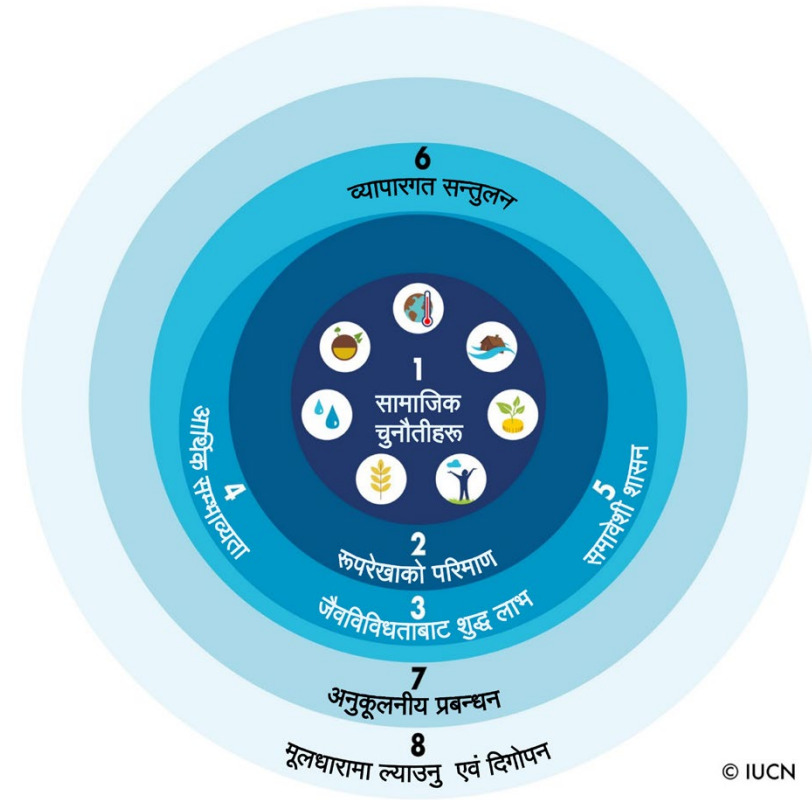 6
व्यापारगत सन्तुलन
1
सामाजिक
चुनौतीहरू
4
आर्थिक सम्भाव्यता
5
समावेशी शासन
2
रूपरेखाको परिमाण
3
जैवविविधताबाट शुद्ध लाभ
7
अनुकूलनीय प्रबन्धन
8
मूलधारामा ल्याउनु एवं दिगोपन
© IUCN